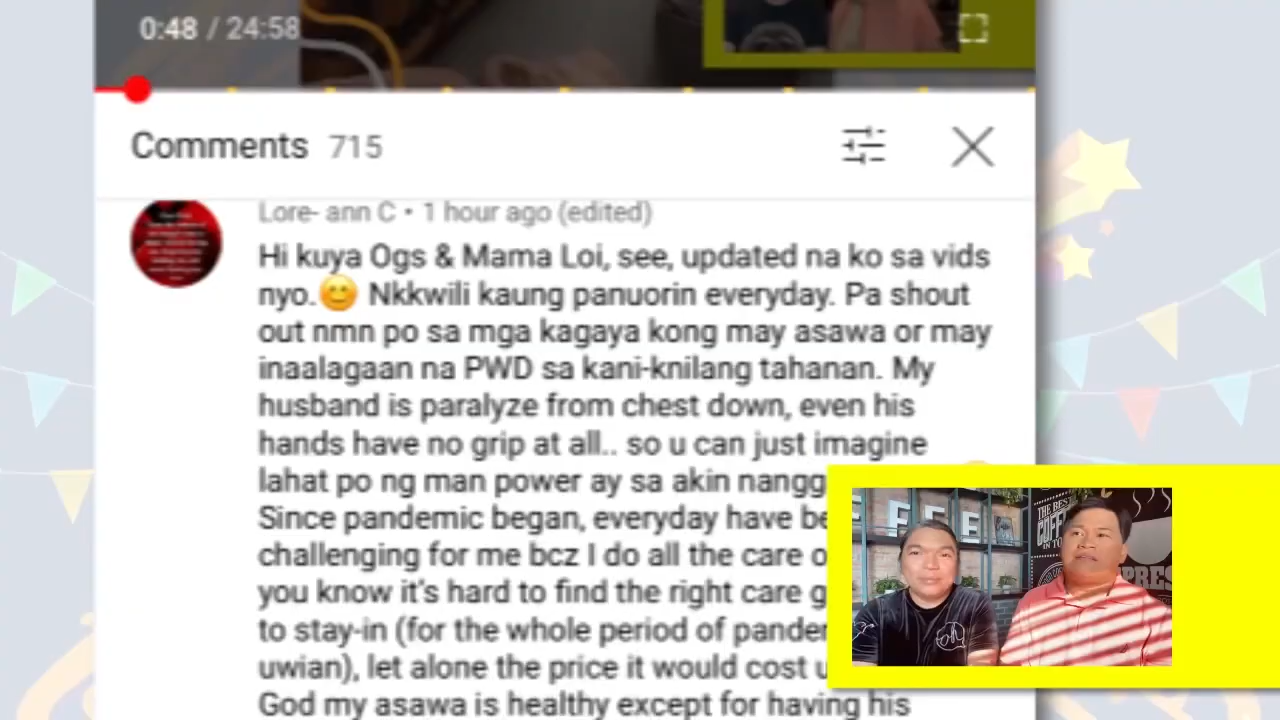 0:48 / 24:58
Comments 715
Lore- ann C • 1 hour ago (edited)
Hi kuya Ogs & Mama Loi, see, updated na ko sa vids
nyo.😊 Nkkwili kaung panuorin everyday. Pa shout
out nmn po sa mga kagaya kong may asawa or may
inaalagaan na PWD sa kani-knilang tahanan. My
husband is paralyze from chest down, even his
hands have no grip at all.. so u can just imagine
lahat po ng man power ay sa akin nangg
Since pandemic began, everyday have be
challenging for me bcz I do all the care o
you know it's hard to find the right care g
to stay-in (for the whole period of pander
uwian), let alone the price it would cost u
God my asawa is healthy except for having his
THE BES
COFF
IN TO
PRES